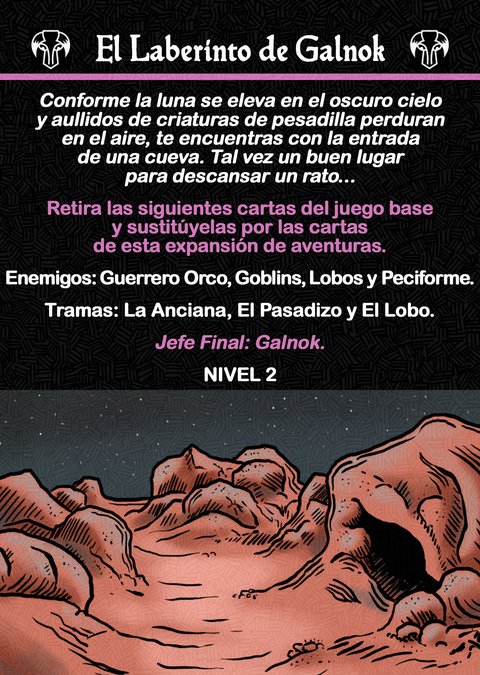 El Laberinto de Galnok
Conforme la luna se eleva en el oscuro cielo
y aullidos de criaturas de pesadilla perduran
en el aire, te encuentras con la entrada
de una cueva. Tal vez un buen lugar
para descansar un rato...
Retira las siguientes cartas del juego base
y sustitúyelas por las cartas
de esta expansión de aventuras.
Enemigos: Guerrero Orco, Goblins, Lobos y Peciforme.
Tramas: La Anciana, El Pasadizo y El Lobo.
Jefe Final: Galnok.
NIVEL 2